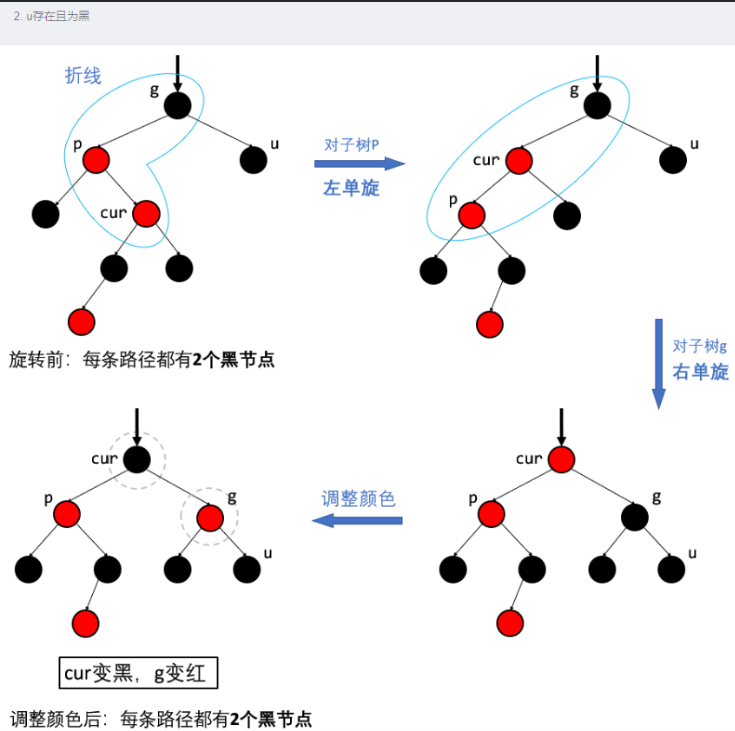 2. u存在且为黑
折线
g
p
u
cur
旋转前：每条路径都有2个黑节点
对子树P
左单旋
g
u
cur
p
对子树g
右单旋
cur
p
g
u
调整颜色
cur
p
g
u
cur变黑，g变红
调整颜色后：每条路径都有2个黑节点